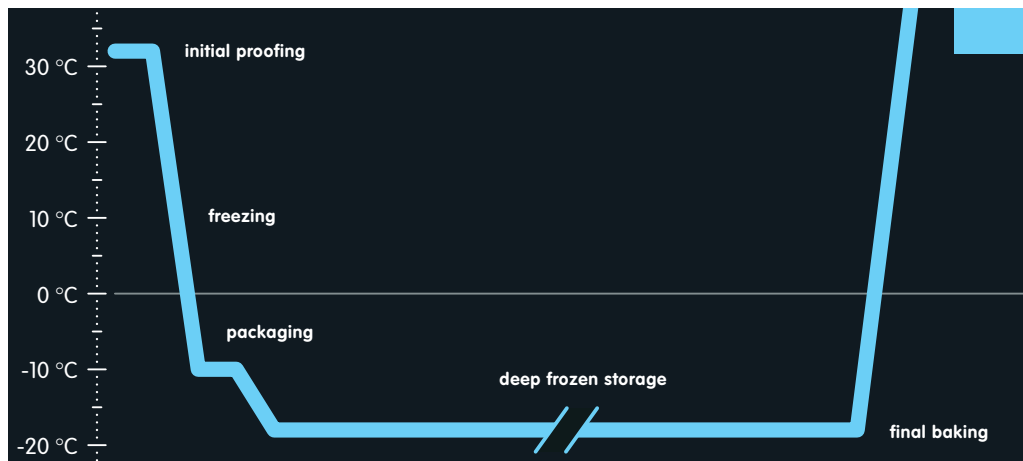 initial proofing
30 °C
20 °C
freezing
10 °C
0 °C
packaging
-10 °C
deep frozen storage
final baking
-20 °C